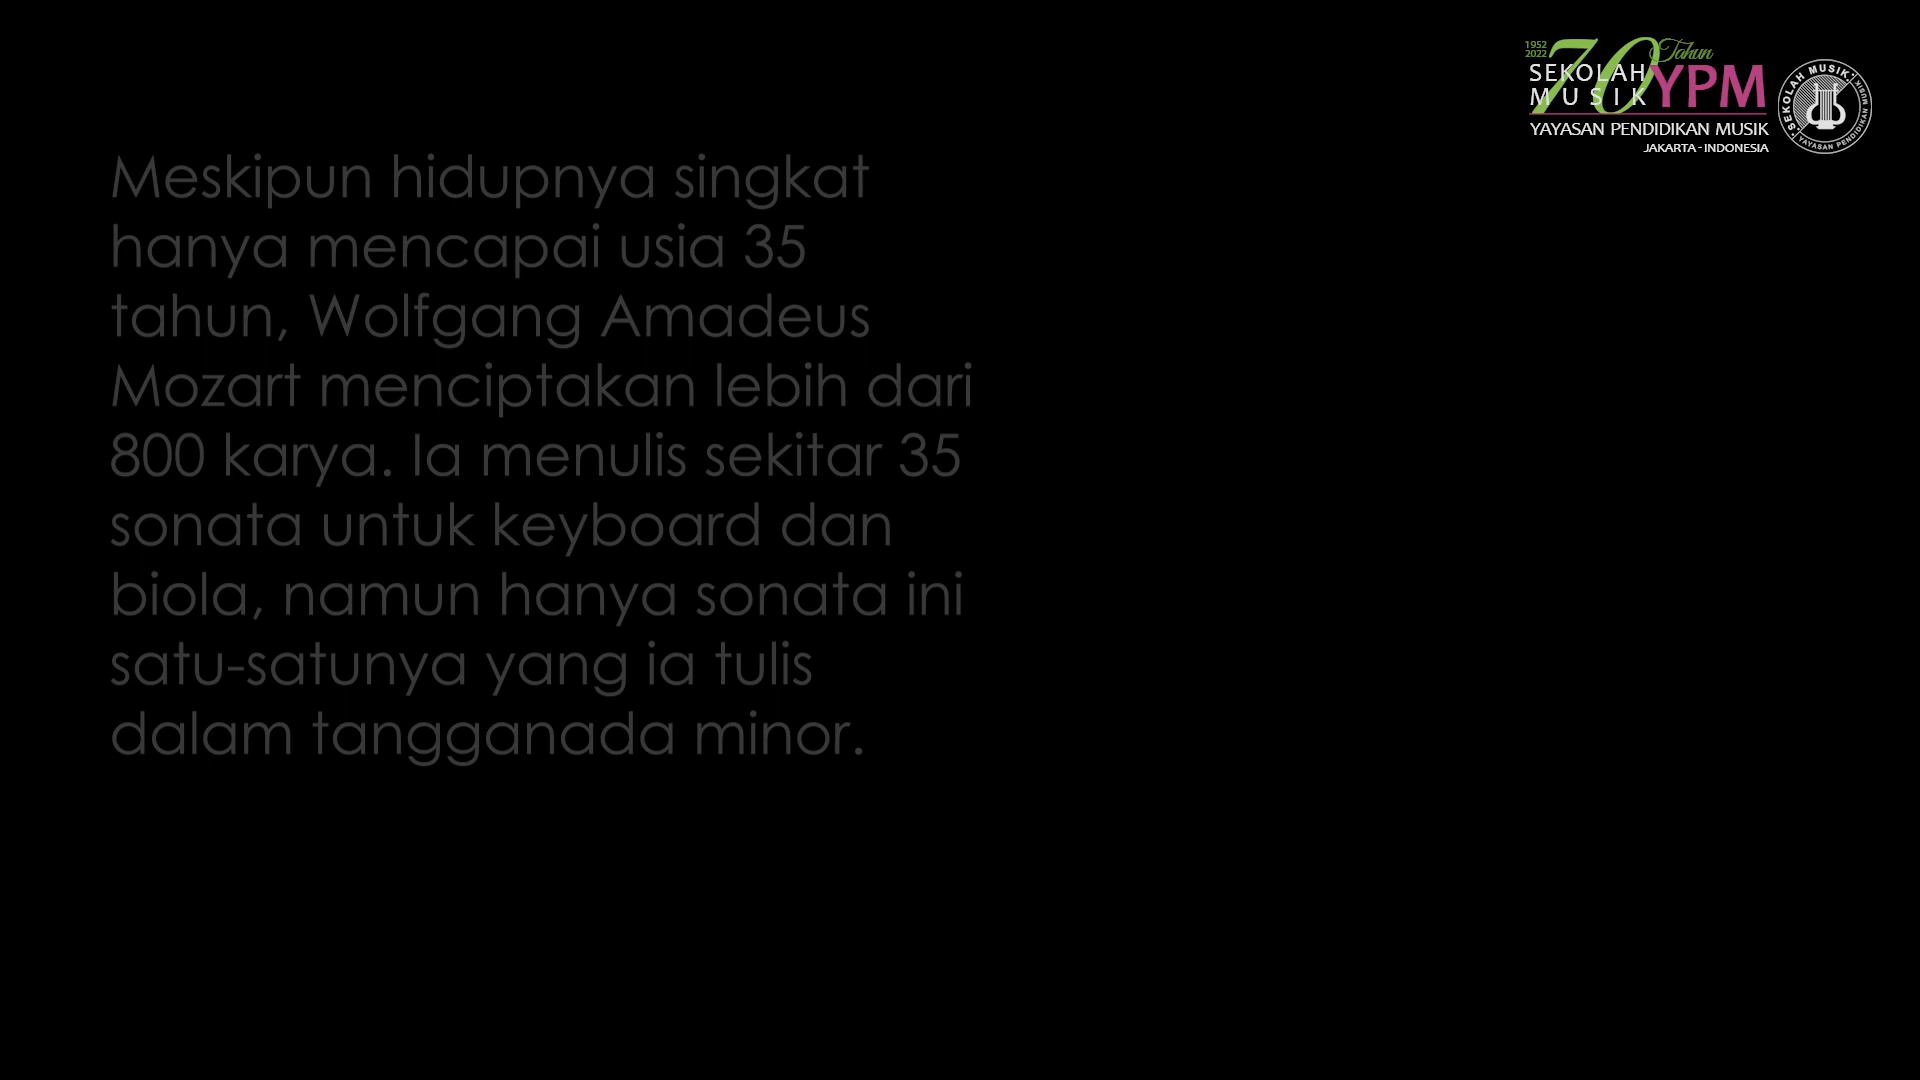 1952
2022
70 Tahun
SEKOLAH
MUSIK
YPM
YAYASAN PENDIDIKAN MUSIK
JAKARTA - INDONESIA
SEKOLAH MUSIK
YAYASAN PENDIDIKAN MUSIK
Meskipun hidupnya singkat
hanya mencapai usia 35
tahun, Wolfgang Amadeus
Mozart menciptakan lebih dari
800 karya. Ia menulis sekitar 35
sonata untuk keyboard dan
biola, namun hanya sonata ini
satu-satunya yang ia tulis
dalam tangganada minor.